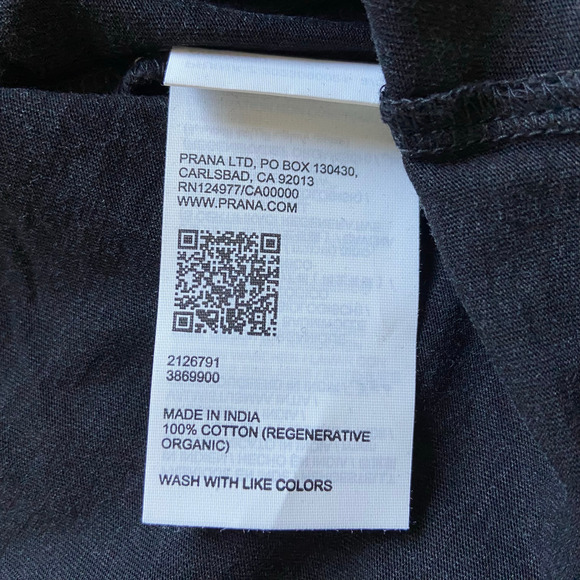 PRANA LTD, PO BOX 130430,
CARLSBAD, CA 92013
RN124977/CA00000
WWW.PRANA.COM
2126791
3869900
MADE IN INDIA
100% COTTON (REGENERATIVE
ORGANIC)
WASH WITH LIKE COLORS